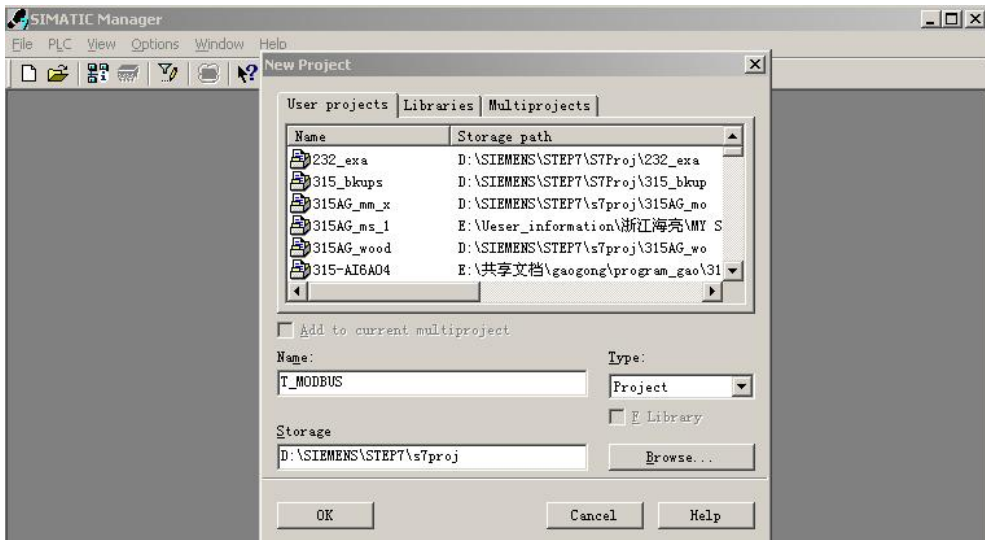 SIMATIC Manager
File PLC View Options Window Help
New Project
User projects Libraries Multiprojects
Name Storage path
232_exa D:\SIEMENS\STEP7\S7Proj\232_exa
315_bkups D:\SIEMENS\STEP7\S7Proj\315_bkup
315AG_mm_x D:\SIEMENS\STEP7\s7proj\315AG_mo
315AG_ms_1 E:\Veser_information\浙江海亮\MY S
315AG_wood D:\SIEMENS\STEP7\s7proj\315AG_wo
315-AI6A04 E:\共享文档\gaogong\program_gao\31
Add to current multiproject
Name: Type:
T_MODBUS Project
F Library
Storage
D:\SIEMENS\STEP7\s7proj Browse...
OK Cancel Help